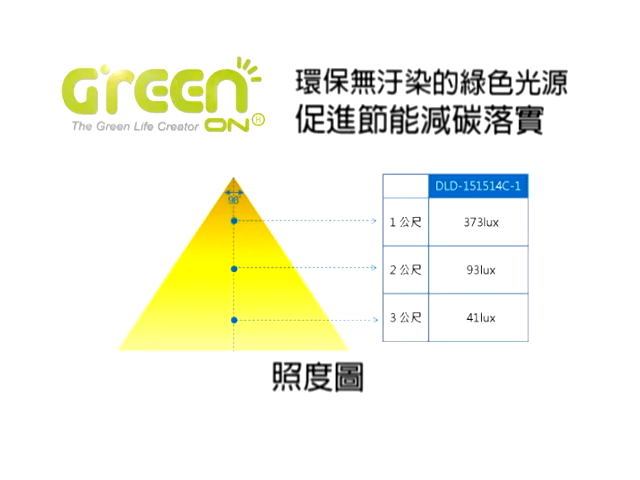 GREEN ON®
The Green Life Creator
環保無汙染的綠色光源
促進節能減碳落實
98°
DLD-151514C-1
1 公尺 373lux
2 公尺 93lux
3 公尺 41lux
照度圖